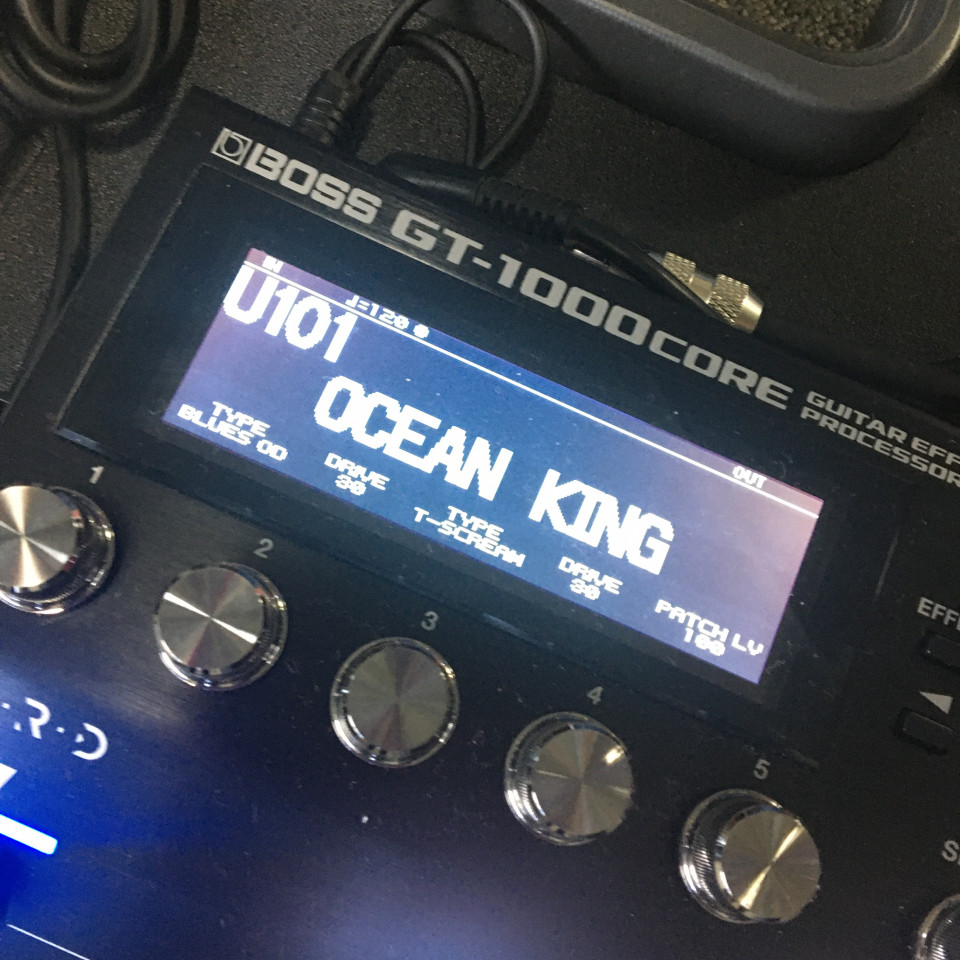 BOSS GT-1000CORE GUITAR EFF
PROCESSOR
IN
U101
♩=120
OUT
OCEAN KING
TYPE
BLUES OD
DRIVE
30
TYPE
T-SCREAM
DRIVE
30
PATCH LV
100
1
2
3
4
5
EFFE